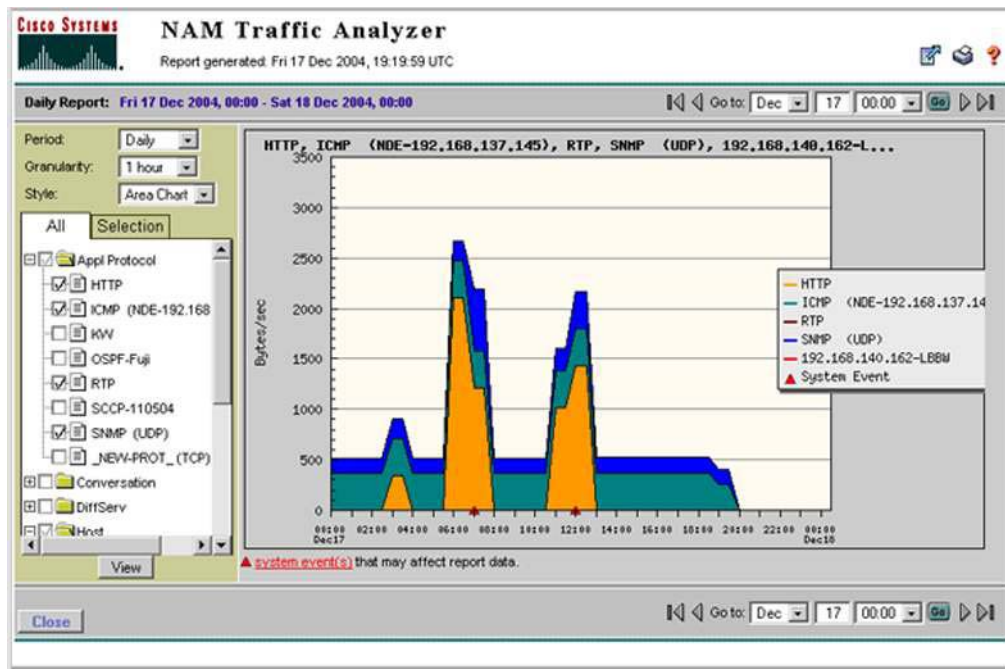 CISCO SYSTEMS
NAM Traffic Analyzer
Report generated: Fri 17 Dec 2004, 19:19:59 UTC
Daily Report: Fri 17 Dec 2004, 00:00 - Sat 18 Dec 2004, 00:00
Go to: Dec 17 00:00 Go
Period: Daily
Granularity: 1 hour
Style: Area Chart
All Selection
Appl Protocol
HTTP
ICMP (NDE-192.168
KW
OSPF-Fuji
RTP
SCCP-110504
SNMP (UDP)
_NEW-PROT_ (TCP)
Conversation
DiffServ
Host
View
HTTP, ICMP (NDE-192.168.137.145), RTP, SNMP (UDP), 192.168.140.162-L...
3500
3000
2500
2000
1500
1000
500
0
Bytes/sec
00:00 02:00 04:00 06:00 08:00 10:00 12:00 14:00 16:00 18:00 20:00 22:00 00:00
Dec17 Dec18
HTTP
ICMP (NDE-192.168.137.14
RTP
SNMP (UDP)
192.168.140.162-LBBW
System Event
system event(s) that may affect report data.
Close
Go to: Dec 17 00:00 Go